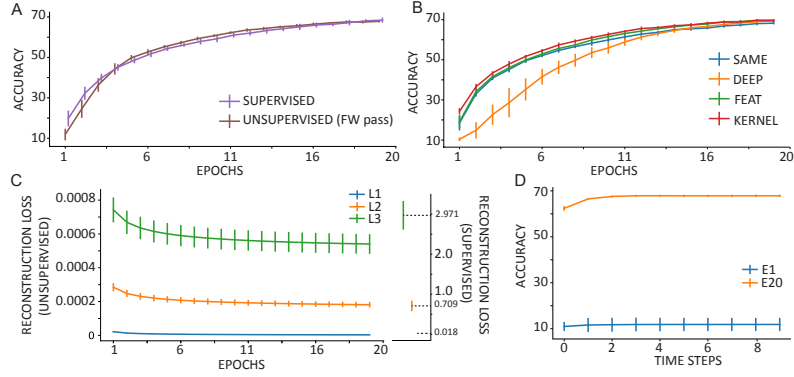 A
ACCURACY
70
50
30
10
SUPERVISED
UNSUPERVISED (FW pass)
1
6
11
16
20
EPOCHS
B
ACCURACY
70
50
30
10
SAME
DEEP
FEAT
KERNEL
1
6
11
16
20
EPOCHS
C
RECONSTRUCTION LOSS
(UNSUPERVISED)
0.0008
0.0006
0.0004
0.0002
0
L1
L2
L3
1
6
11
16
20
EPOCHS
2.0
1.0
RECONSTRUCTION LOSS
(SUPERVISED)
2.971
0.709
0.018
D
ACCURACY
70
50
30
10
E1
E20
0
2
4
6
8
TIME STEPS